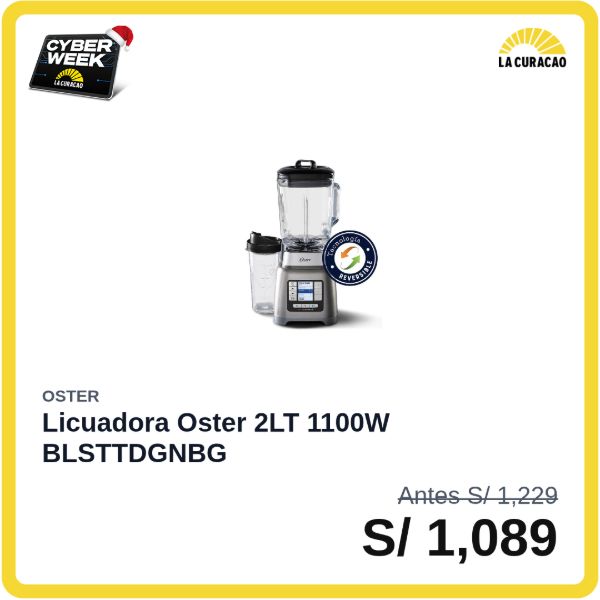 CYBER
WEEK
LA CURACAO
LA CURACAO
Oster
Tecnología
REVERSIBLE
OSTER
Licuadora Oster 2LT 1100W
BLSTTDGNBG
Antes S/ 1,229
S/ 1,089